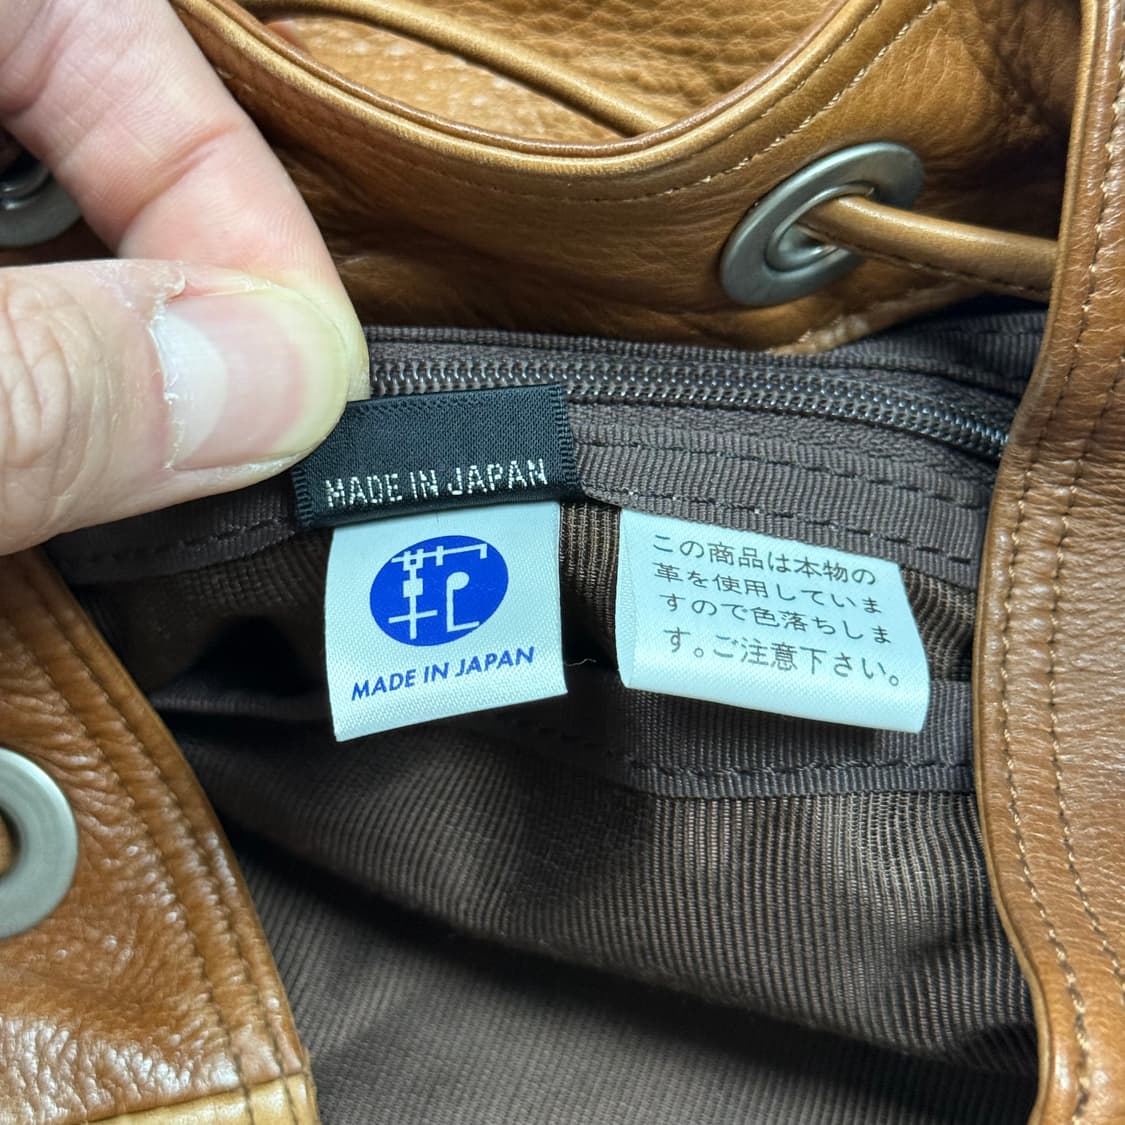 MADE IN JAPAN
MADE IN JAPAN
この商品は本物の
革を使用していま
すので色落ちしま
す。ご注意下さい。